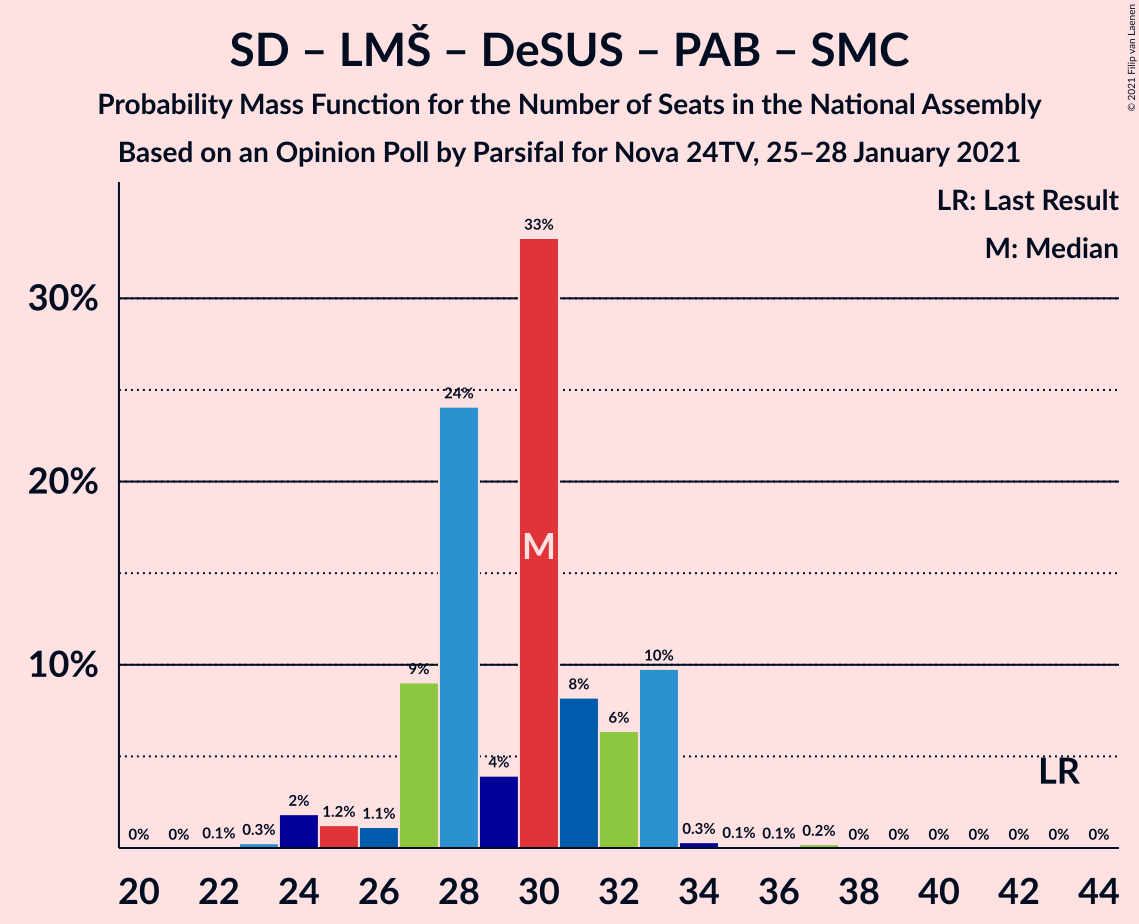 SD – LMŠ – DeSUS – PAB – SMC
Probability Mass Function for the Number of Seats in the National Assembly
Based on an Opinion Poll by Parsifal for Nova 24TV, 25–28 January 2021
© 2021 Filip van Laenen
LR: Last Result
M: Median
33%
30%
24%
20%
M
10%
10%
9%
8%
6%
4%
LR
0% 0% 0.1% 0.3% 2% 1.2% 1.1% 0.3% 0.1% 0.1% 0.2% 0% 0% 0% 0% 0% 0% 0%
20 22 24 26 28 30 32 34 36 38 40 42 44